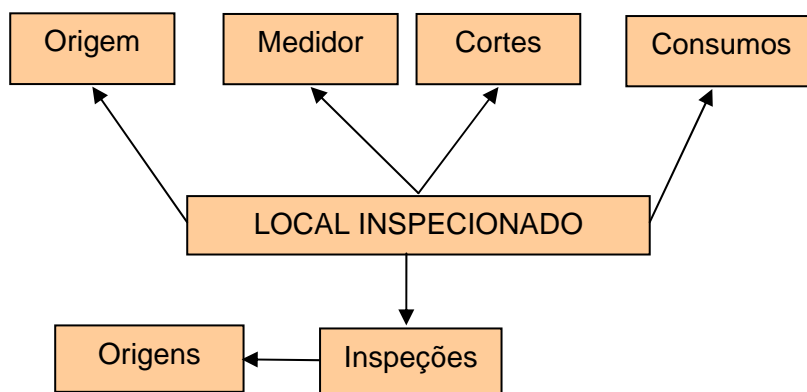 Origem
Medidor
Cortes
Consumos
LOCAL INSPECIONADO
Origens
Inspeções